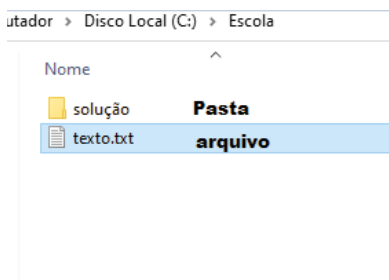 utador > Disco Local (C:) > Escola
Nome
solução Pasta
texto.txt arquivo